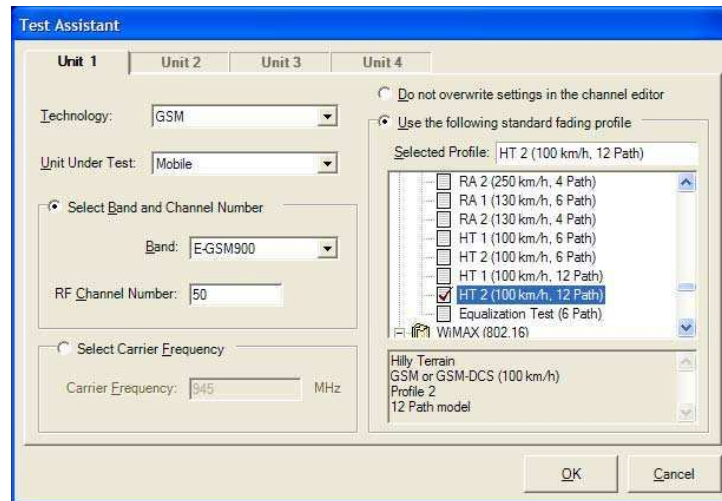 Test Assistant
Unit 1 Unit 2 Unit 3 Unit 4
Technology: GSM
Unit Under Test: Mobile
Select Band and Channel Number
Band: E-GSM900
RF Channel Number: 50
Select Carrier Frequency
Carrier Frequency: 945 MHz
Do not overwrite settings in the channel editor
Use the following standard fading profile
Selected Profile: HT 2 (100 km/h, 12 Path)
RA 2 (250 km/h, 4 Path)
RA 1 (130 km/h, 6 Path)
RA 2 (130 km/h, 4 Path)
HT 1 (100 km/h, 6 Path)
HT 2 (100 km/h, 6 Path)
HT 1 (100 km/h, 12 Path)
HT 2 (100 km/h, 12 Path)
Equalization Test (6 Path)
WiMAX (802.16)
Hilly Terrain
GSM or GSM-DCS (100 km/h)
Profile 2
12 Path model
OK Cancel